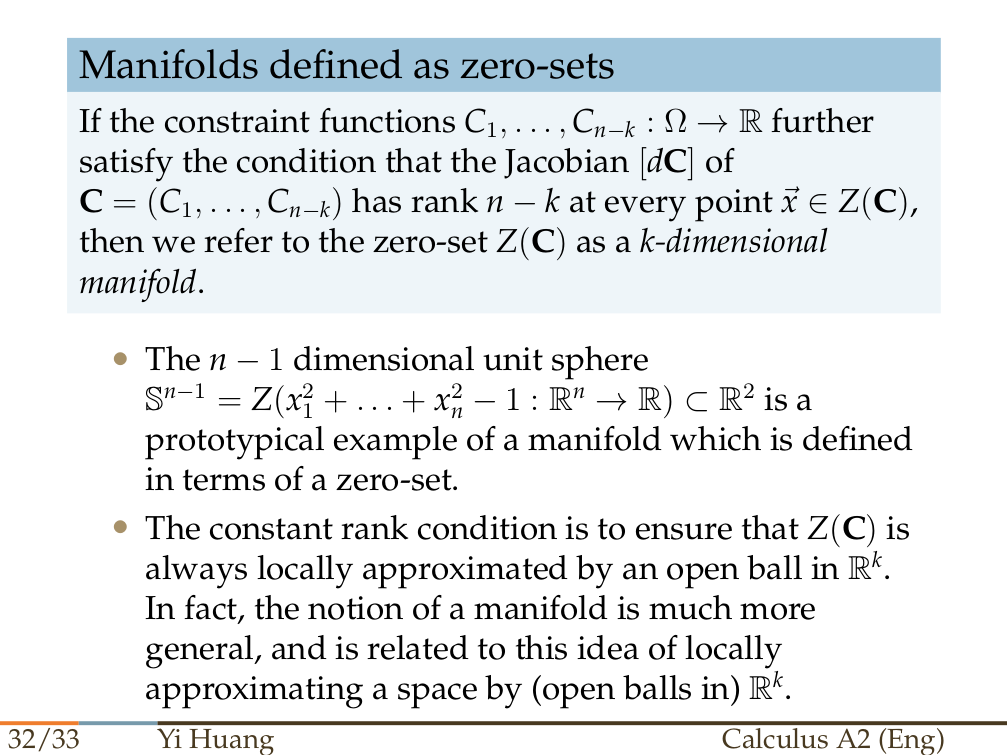 Manifolds defined as zero-sets
If the constraint functions C₁, . . . , Cₙ₋ₖ : Ω → ℝ further
satisfy the condition that the Jacobian [dC] of
C = (C₁, . . . , Cₙ₋ₖ) has rank n − k at every point x⃗ ∈ Z(C),
then we refer to the zero-set Z(C) as a k-dimensional
manifold.
• The n − 1 dimensional unit sphere
𝕊ⁿ⁻¹ = Z(x₁² + . . . + xₙ² − 1 : ℝⁿ → ℝ) ⊂ ℝ² is a
prototypical example of a manifold which is defined
in terms of a zero-set.
• The constant rank condition is to ensure that Z(C) is
always locally approximated by an open ball in ℝᵏ.
In fact, the notion of a manifold is much more
general, and is related to this idea of locally
approximating a space by (open balls in) ℝᵏ.
32/33 Yi Huang Calculus A2 (Eng)